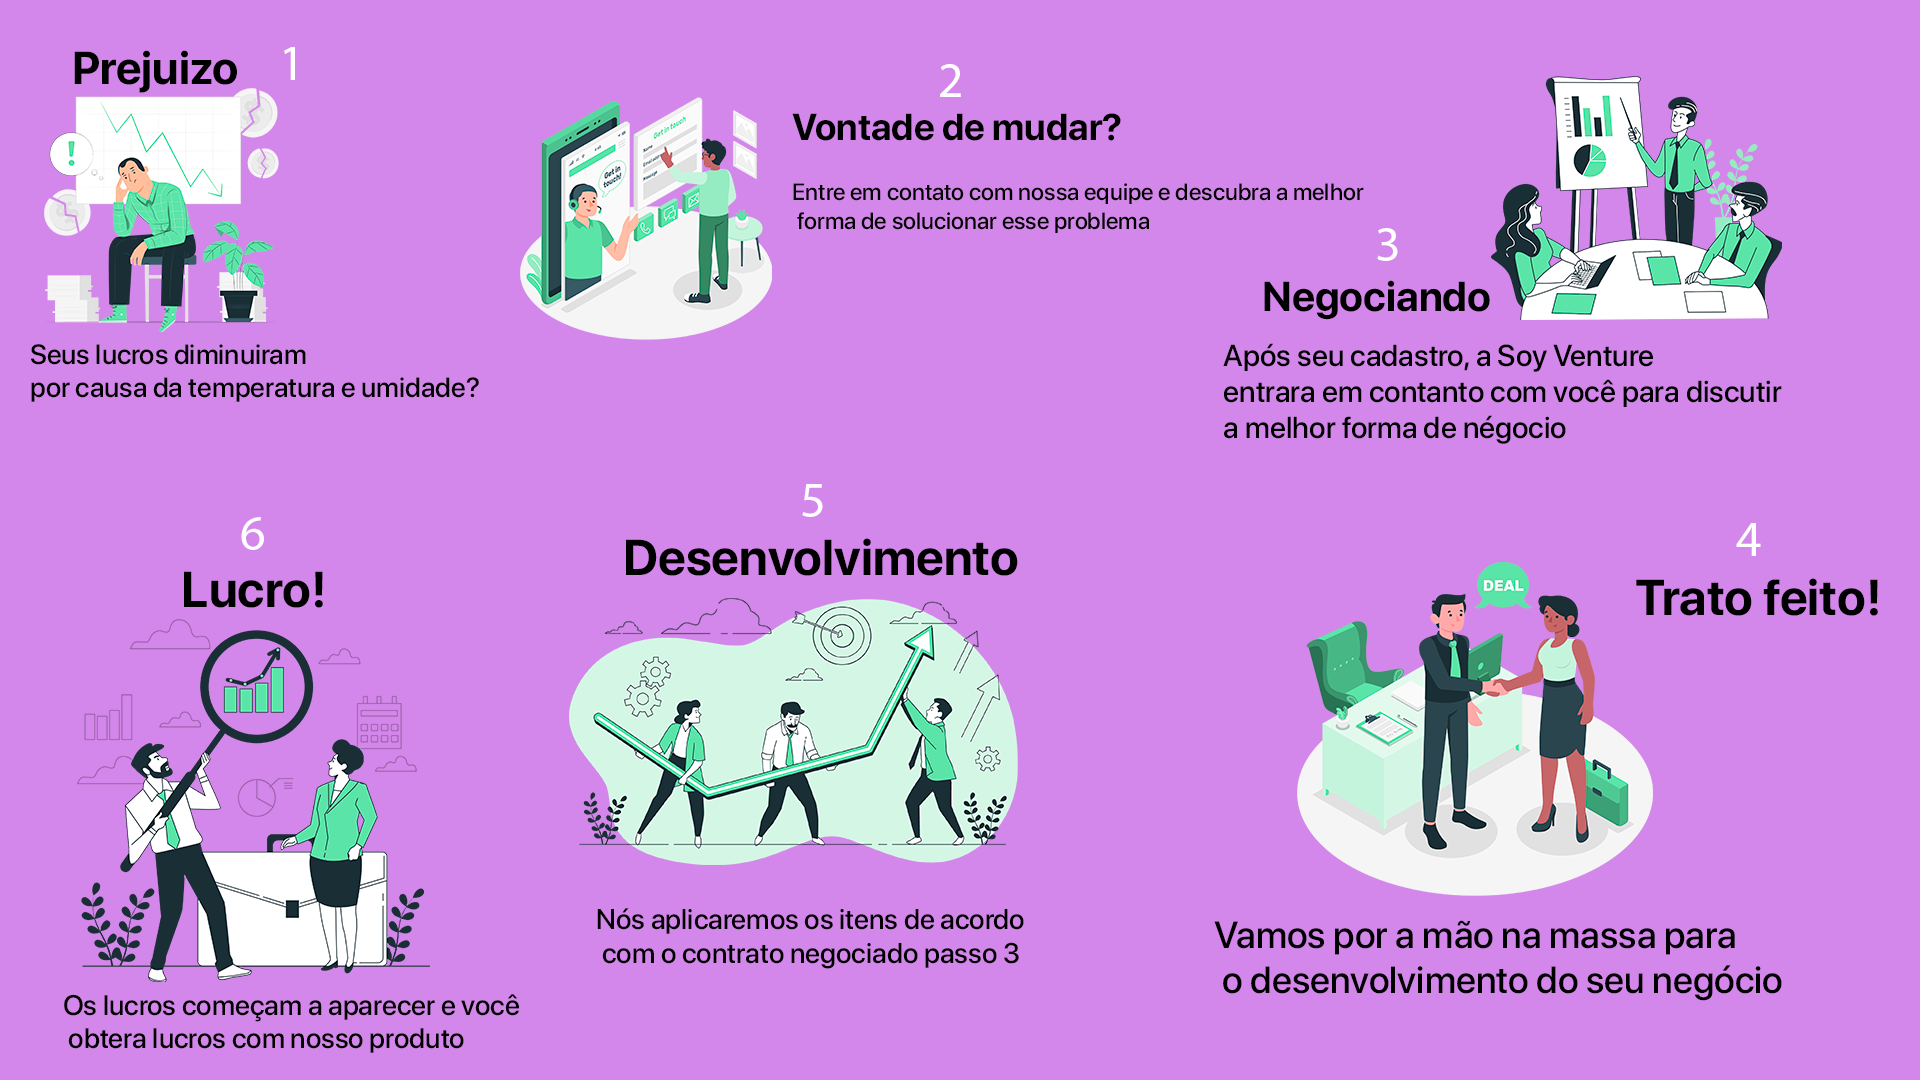 Prejuizo
1
!
Seus lucros diminuiram
por causa da temperatura e umidade?
2
Vontade de mudar?
Entre em contato com nossa equipe e descubra a melhor
forma de solucionar esse problema
Get in touch
Name
Message
Get in
touch!
3
Negociando
Após seu cadastro, a Soy Venture
entrara em contanto com você para discutir
a melhor forma de négocio
4
Trato feito!
DEAL
Vamos por a mão na massa para
o desenvolvimento do seu negócio
5
Desenvolvimento
Nós aplicaremos os itens de acordo
com o contrato negociado passo 3
6
Lucro!
Os lucros começam a aparecer e você
obtera lucros com nosso produto